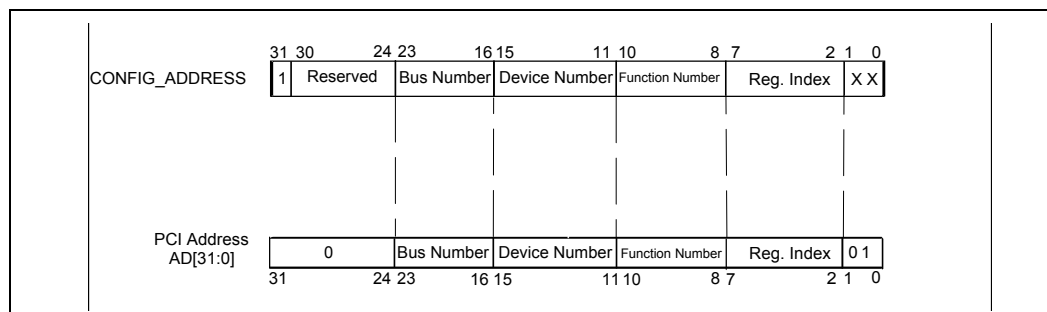 31 30 24 23 16 15 11 10 8 7 2 1 0
CONFIG_ADDRESS 1 Reserved Bus Number Device Number Function Number Reg. Index X X
PCI Address
AD[31:0]
0 Bus Number Device Number Function Number Reg. Index 0 1
31 24 23 16 15 11 10 8 7 2 1 0